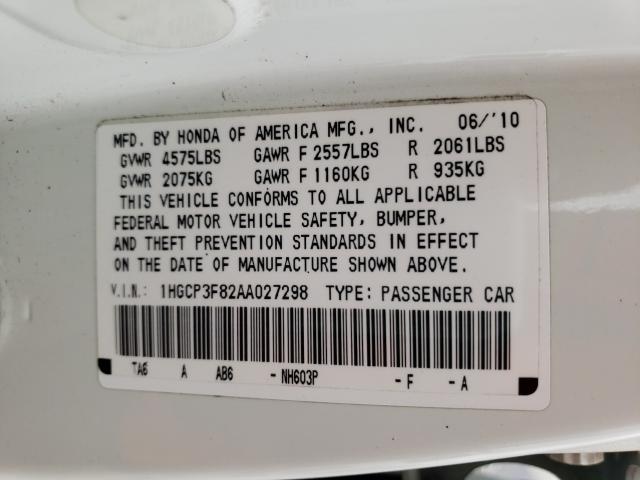 MFD. BY HONDA OF AMERICA MFG., INC. 06/'10
GVWR 4575LBS GAWR F 2557LBS R 2061LBS
GVWR 2075KG GAWR F 1160KG R 935KG
THIS VEHICLE CONFORMS TO ALL APPLICABLE
FEDERAL MOTOR VEHICLE SAFETY, BUMPER,
AND THEFT PREVENTION STANDARDS IN EFFECT
ON THE DATE OF MANUFACTURE SHOWN ABOVE.
V.I.N.: 1HGCP3F82AA027298 TYPE: PASSENGER CAR
TA6 A AB6 - NH603P - F - A